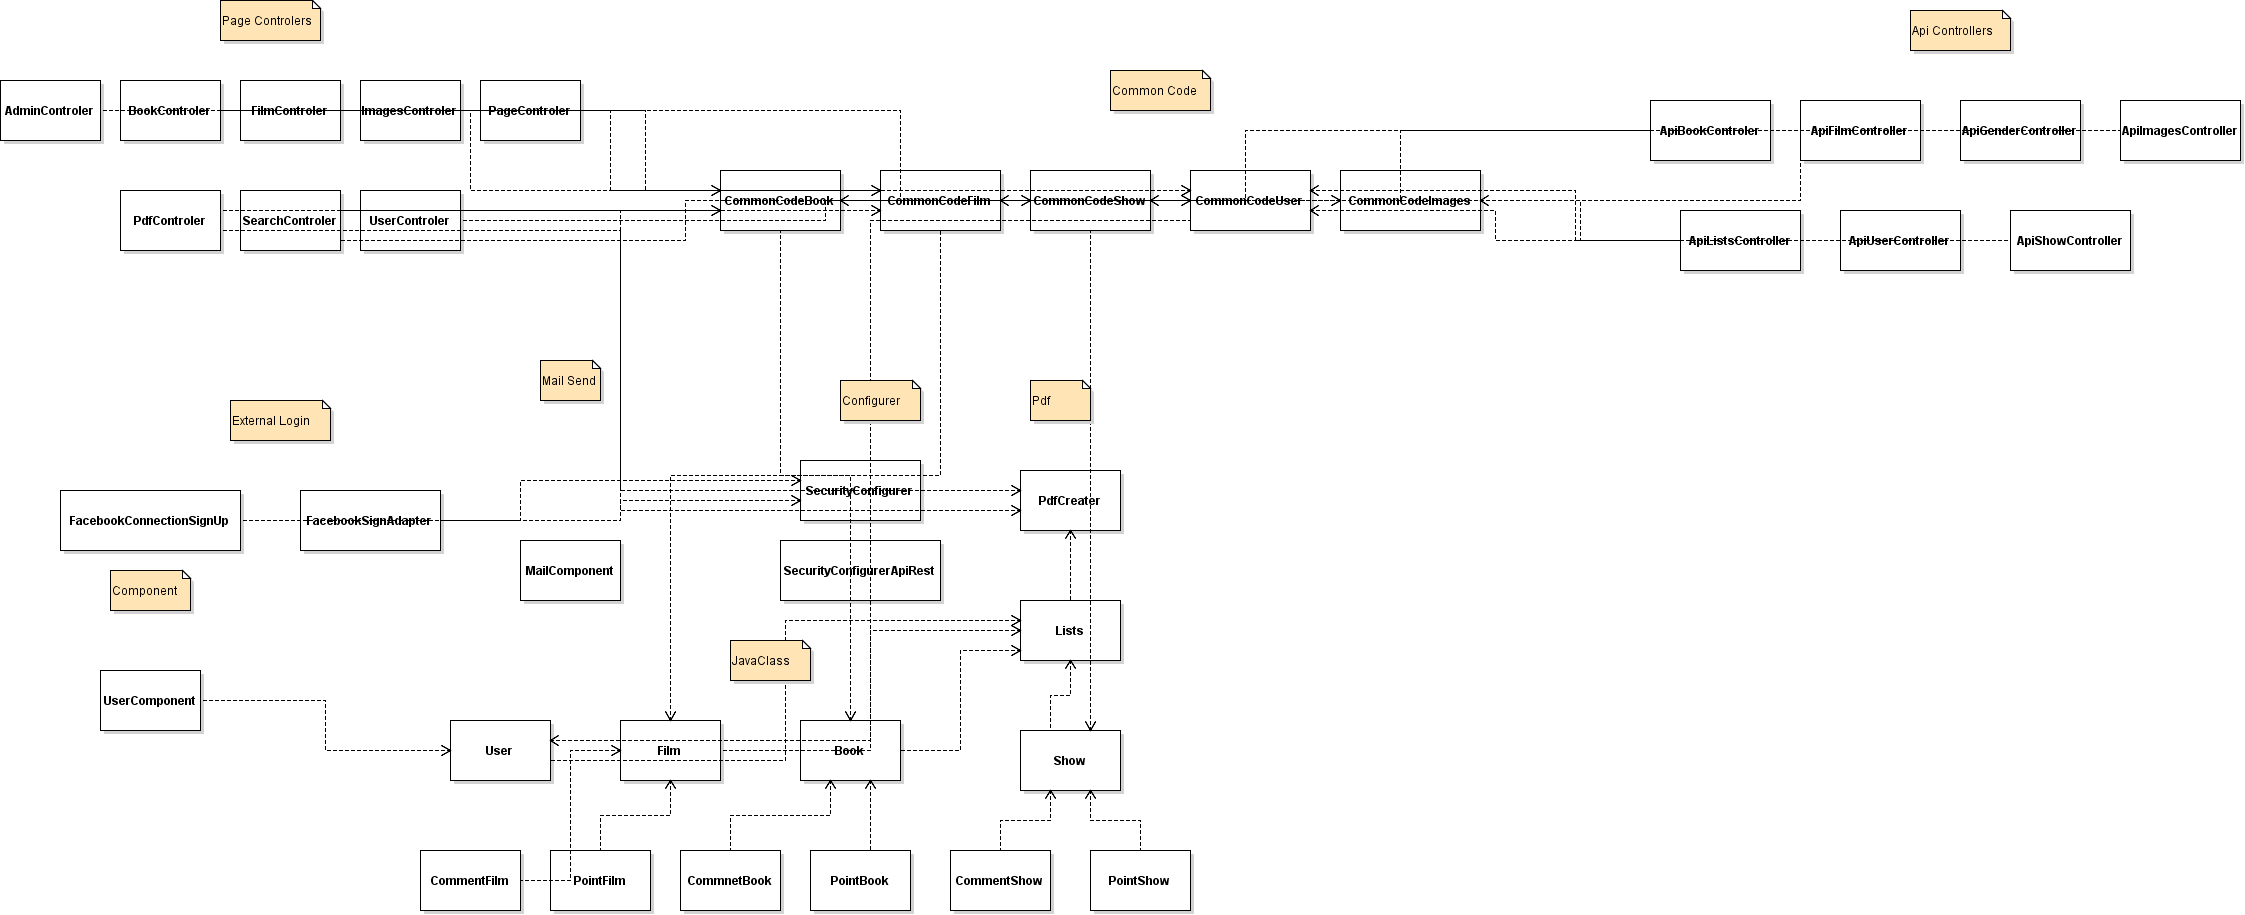 Page Controlers
Api Controllers
Common Code
AdminControler
BookControler
FilmControler
ImagesControler
PageControler
ApiBookControler
ApiFilmController
ApiGenderController
ApiImagesController
CommonCodeBook
CommonCodeFilm
CommonCodeShow
CommonCodeUser
CommonCodeImages
PdfControler
SearchControler
UserControler
ApiListsController
ApiUserController
ApiShowController
Mail Send
Configurer
Pdf
External Login
SecurityConfigurer
PdfCreater
FacebookConnectionSignUp
FacebookSignAdapter
MailComponent
SecurityConfigurerApiRest
Component
Lists
JavaClass
UserComponent
User
Film
Book
Show
CommentFilm
PointFilm
CommnetBook
PointBook
CommentShow
PointShow